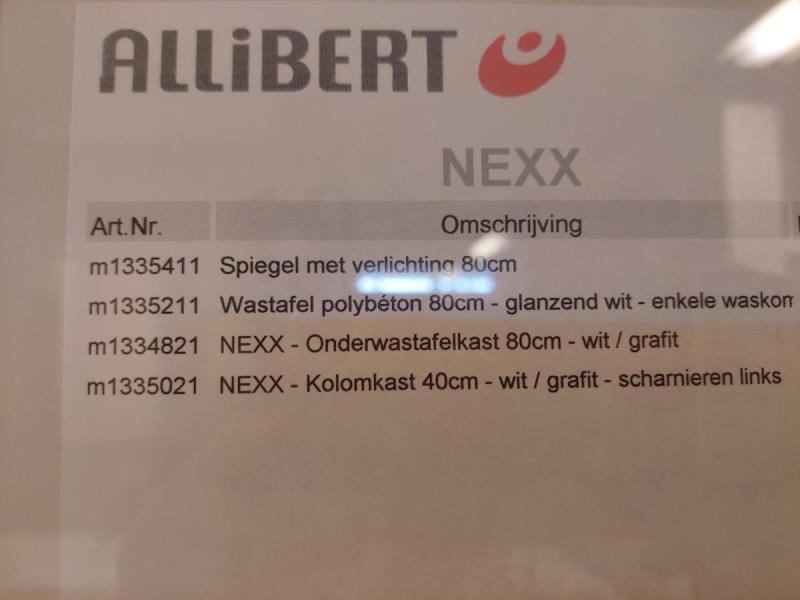 ALLiBERT
NEXX
Art.Nr. Omschrijving
m1335411 Spiegel met verlichting 80cm
m1335211 Wastafel polybéton 80cm - glanzend wit - enkele
m1334821 NEXX - Onderwastafelkast 80cm - wit / grafit
m1335021 NEXX - Kolomkast 40cm - wit / grafit - scharnieren links